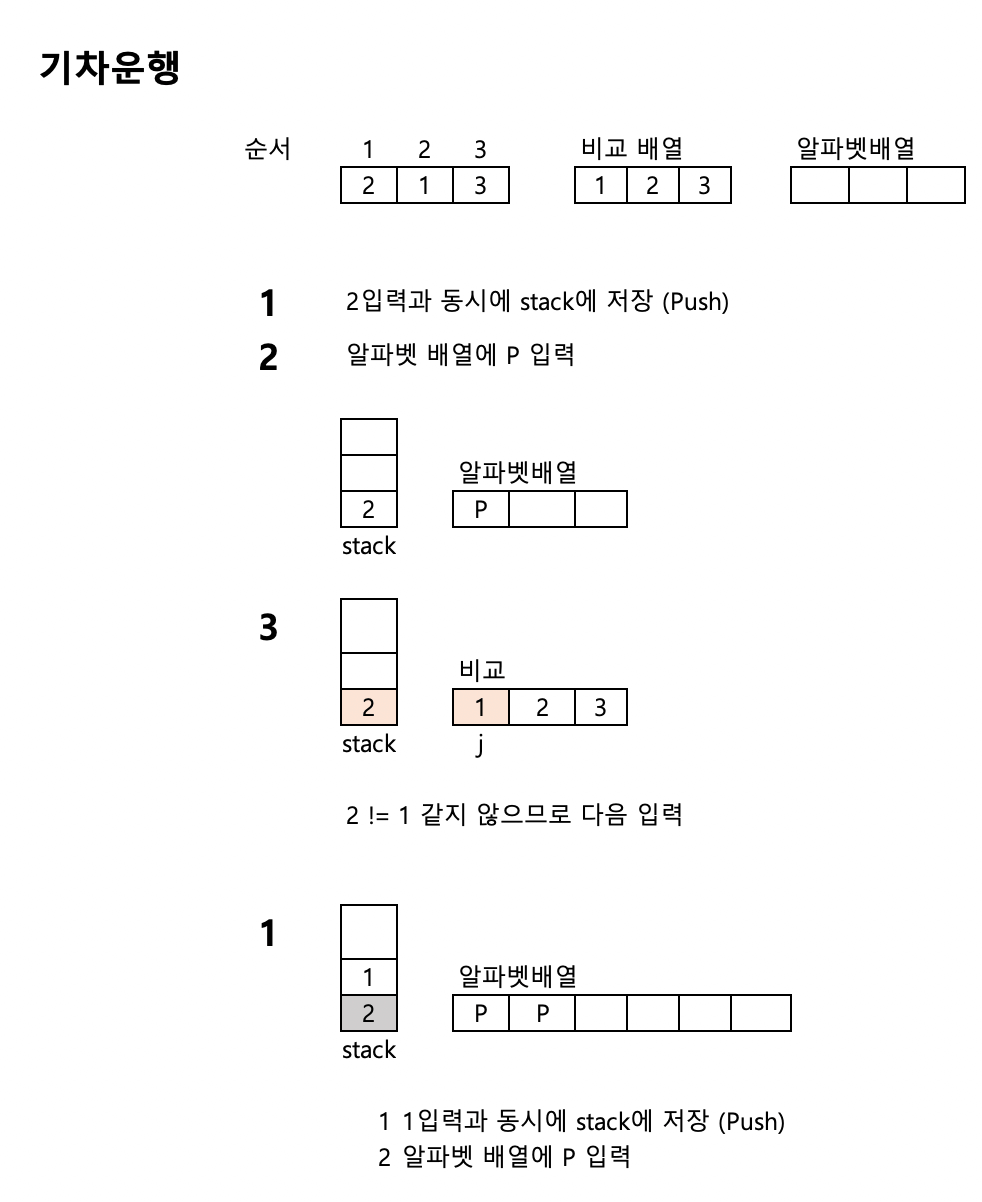 기차운행
순서 1 2 3 비교 배열 알파벳배열
2 1 3 1 2 3
1 2입력과 동시에 stack에 저장 (Push)
2 알파벳 배열에 P 입력
알파벳배열
2 P
stack
3
비교
2 1 2 3
stack j
2 != 1 같지 않으므로 다음 입력
1
1 알파벳배열
2 P P
stack
1 1입력과 동시에 stack에 저장 (Push)
2 알파벳 배열에 P 입력